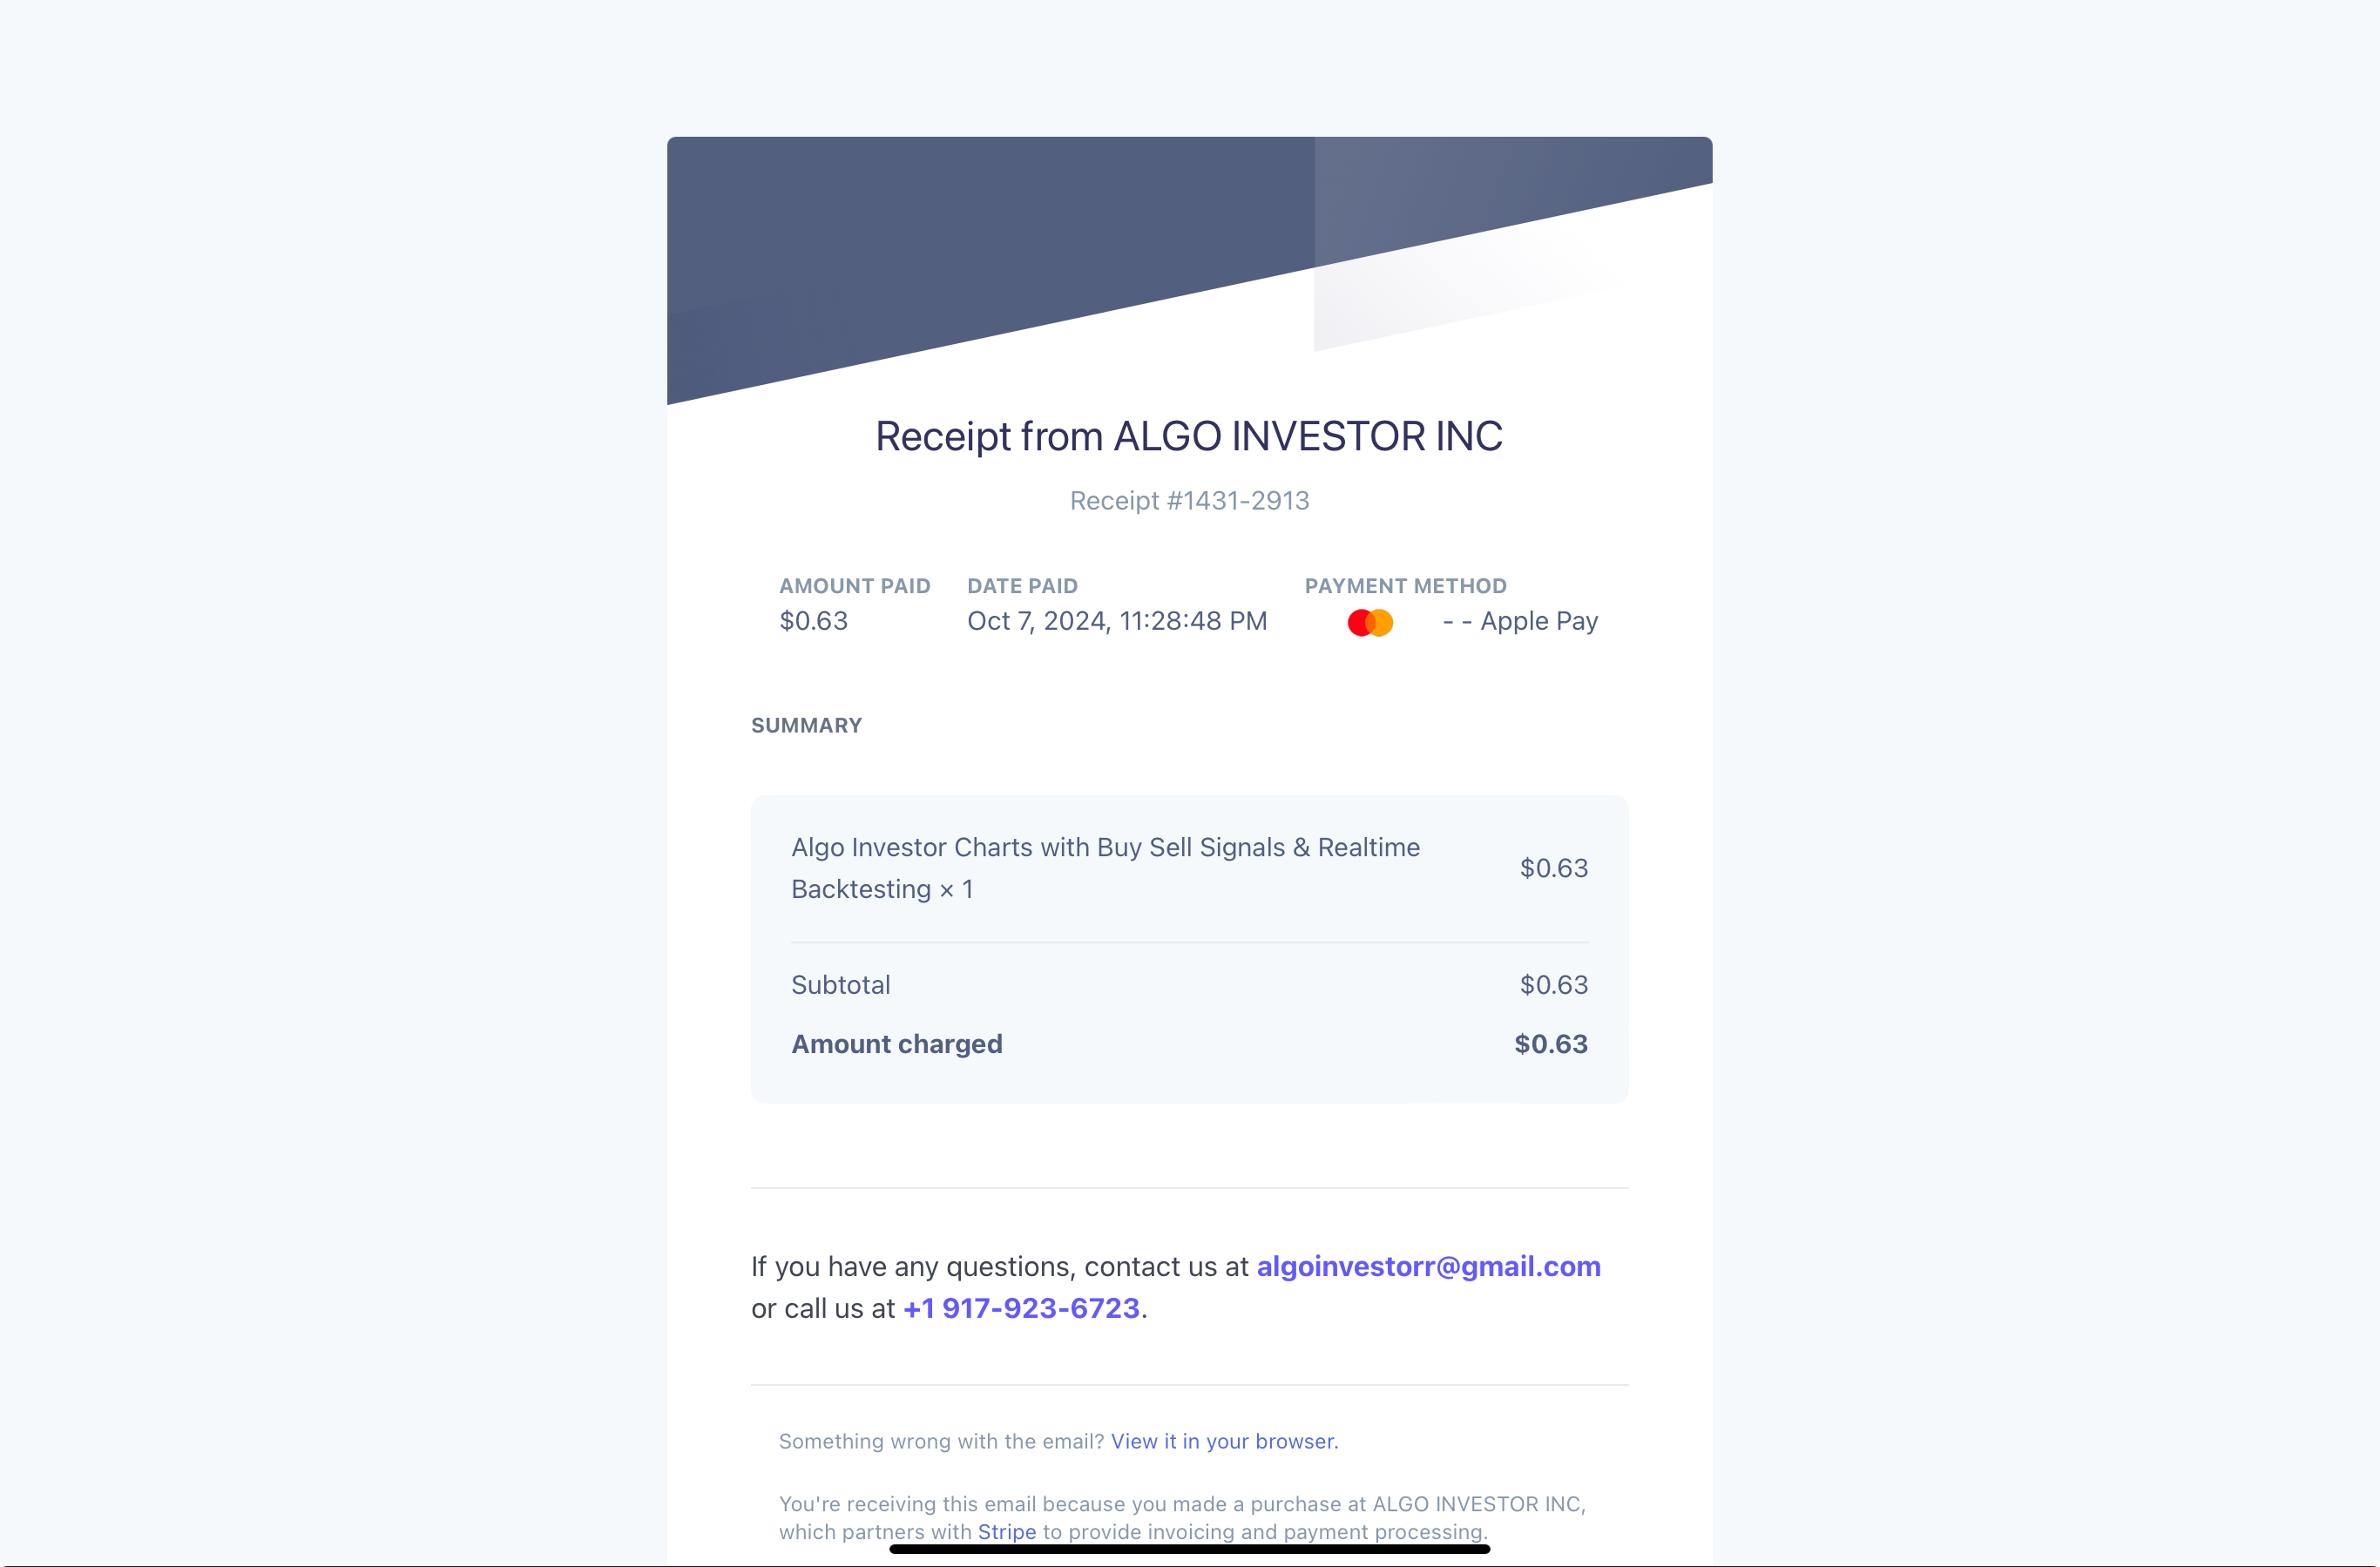 Receipt from ALGO INVESTOR INC
Receipt #1431-2913
AMOUNT PAID DATE PAID PAYMENT METHOD
$0.63 Oct 7, 2024, 11:28:48 PM - - Apple Pay
SUMMARY
Algo Investor Charts with Buy Sell Signals & Realtime
Backtesting × 1 $0.63
Subtotal $0.63
Amount charged $0.63
If you have any questions, contact us at algoinvestorr@gmail.com
or call us at +1 917-923-6723.
Something wrong with the email? View it in your browser.
You're receiving this email because you made a purchase at ALGO INVESTOR INC,
which partners with Stripe to provide invoicing and payment processing.